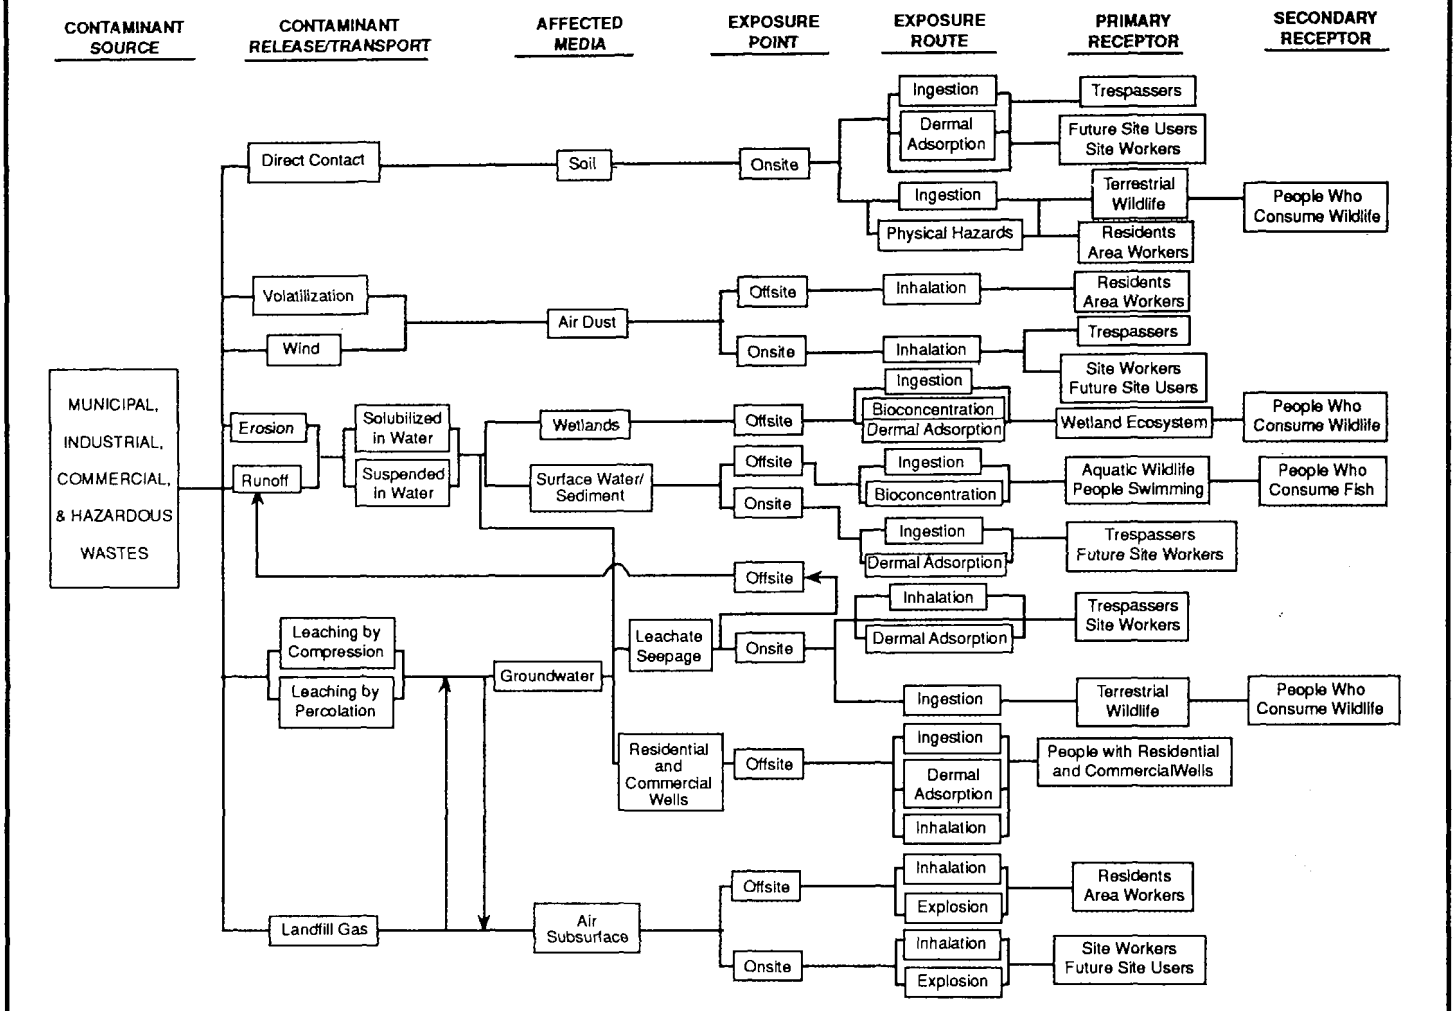 CONTAMINANT
SOURCE
CONTAMINANT
RELEASE/TRANSPORT
AFFECTED
MEDIA
EXPOSURE
POINT
EXPOSURE
ROUTE
PRIMARY
RECEPTOR
SECONDARY
RECEPTOR
MUNICIPAL,
INDUSTRIAL,
COMMERCIAL,
& HAZARDOUS
WASTES
Direct Contact
Soil
Onsite
Ingestion
Dermal
Adsorption
Trespassers
Future Site Users
Site Workers
Ingestion
Physical Hazards
Terrestrial
Wildlife
Residents
Area Workers
People Who
Consume Wildlife
Volatilization
Wind
Air Dust
Offsite
Inhalation
Residents
Area Workers
Onsite
Inhalation
Trespassers
Site Workers
Future Site Users
Erosion
Runoff
Solubilized
in Water
Suspended
in Water
Wetlands
Offsite
Ingestion
Bioconcentration
Dermal Adsorption
Wetland Ecosystem
People Who
Consume Wildlife
Surface Water/
Sediment
Offsite
Ingestion
Bioconcentration
Aquatic Wildlife
People Swimming
People Who
Consume Fish
Onsite
Ingestion
Dermal Adsorption
Trespassers
Future Site Workers
Leaching by
Compression
Leaching by
Percolation
Groundwater
Leachate
Seepage
Offsite
Onsite
Inhalation
Dermal Adsorption
Trespassers
Site Workers
Ingestion
Terrestrial
Wildlife
People Who
Consume Wildlife
Residential
and
Commercial
Wells
Offsite
Ingestion
Dermal
Adsorption
Inhalation
People with Residential
and CommercialWells
Landfill Gas
Air
Subsurface
Offsite
Inhalation
Explosion
Residents
Area Workers
Onsite
Inhalation
Explosion
Site Workers
Future Site Users